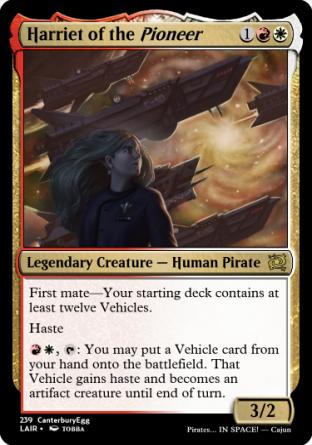 Harriet of the Pioneer 1
Legendary Creature — Human Pirate
First mate—Your starting deck contains at
least twelve Vehicles.
Haste
, : You may put a Vehicle card from
your hand onto the battlefield. That
Vehicle gains haste and becomes an
artifact creature until end of turn.
3/2
239 CanterburyEgg
LAIR • TOBBA
Pirates... IN SPACE! — Cajun